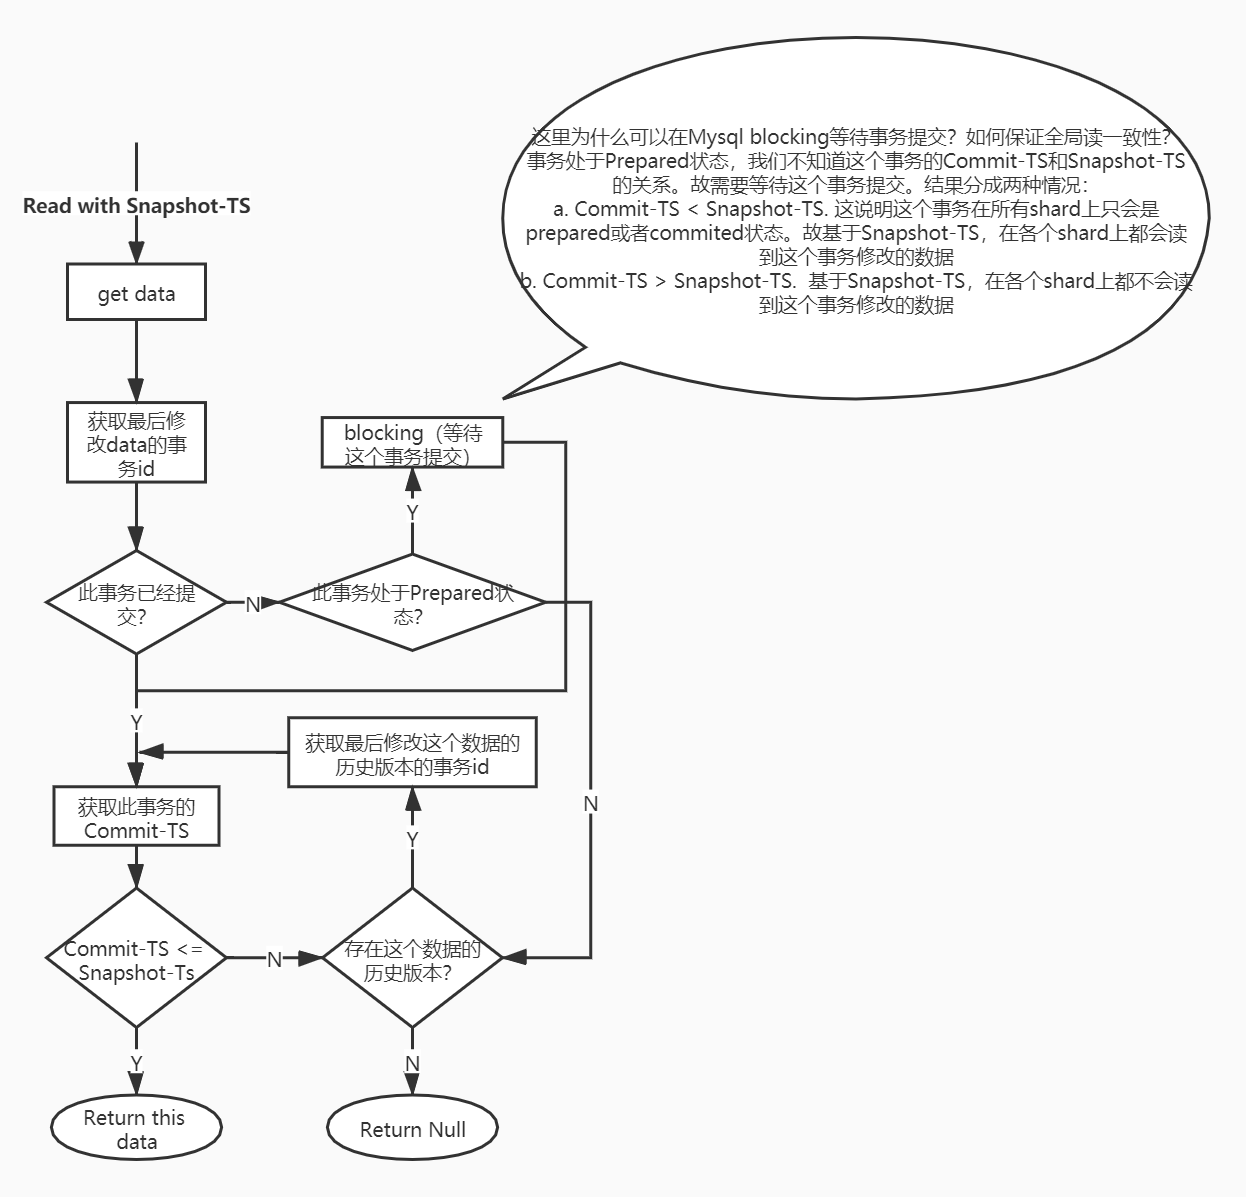 这里为什么可以在Mysql blocking等待事务提交？如何保证全局读一致性？
事务处于Prepared状态，我们不知道这个事务的Commit-TS和Snapshot-TS
的关系。故需要等待这个事务提交。结果分成两种情况：
a. Commit-TS < Snapshot-TS. 这说明这个事务在所有shard上只会是
prepared或者commited状态。故基于Snapshot-TS，在各个shard上都会读
到这个事务修改的数据
b. Commit-TS > Snapshot-TS. 基于Snapshot-TS，在各个shard上都不会读
到这个事务修改的数据
Read with Snapshot-TS
get data
获取最后修
改data的事
务id
blocking（等待
这个事务提交）
Y
此事务已经提
交？
N
此事务处于Prepared状
态？
Y
获取最后修改这个数据的
历史版本的事务id
N
获取此事务的
Commit-TS
Y
Commit-TS <=
Snapshot-Ts
N
存在这个数据的
历史版本？
Y
N
Return this
data
Return Null